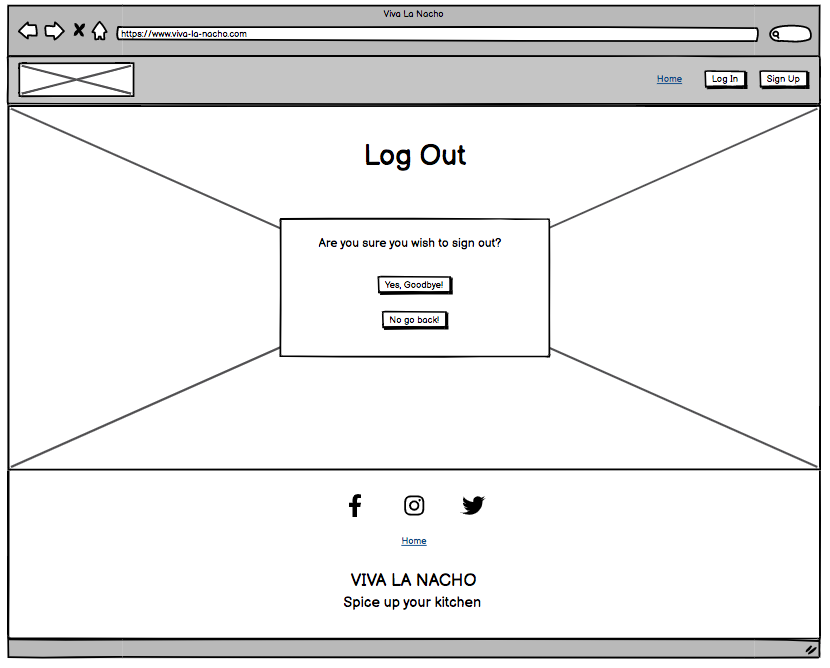 Viva La Nacho
https://www.viva-la-nacho.com
Home
Log In
Sign Up
Log Out
Are you sure you wish to sign out?
Yes, Goodbye!
No go back!
Home
VIVA LA NACHO
Spice up your kitchen